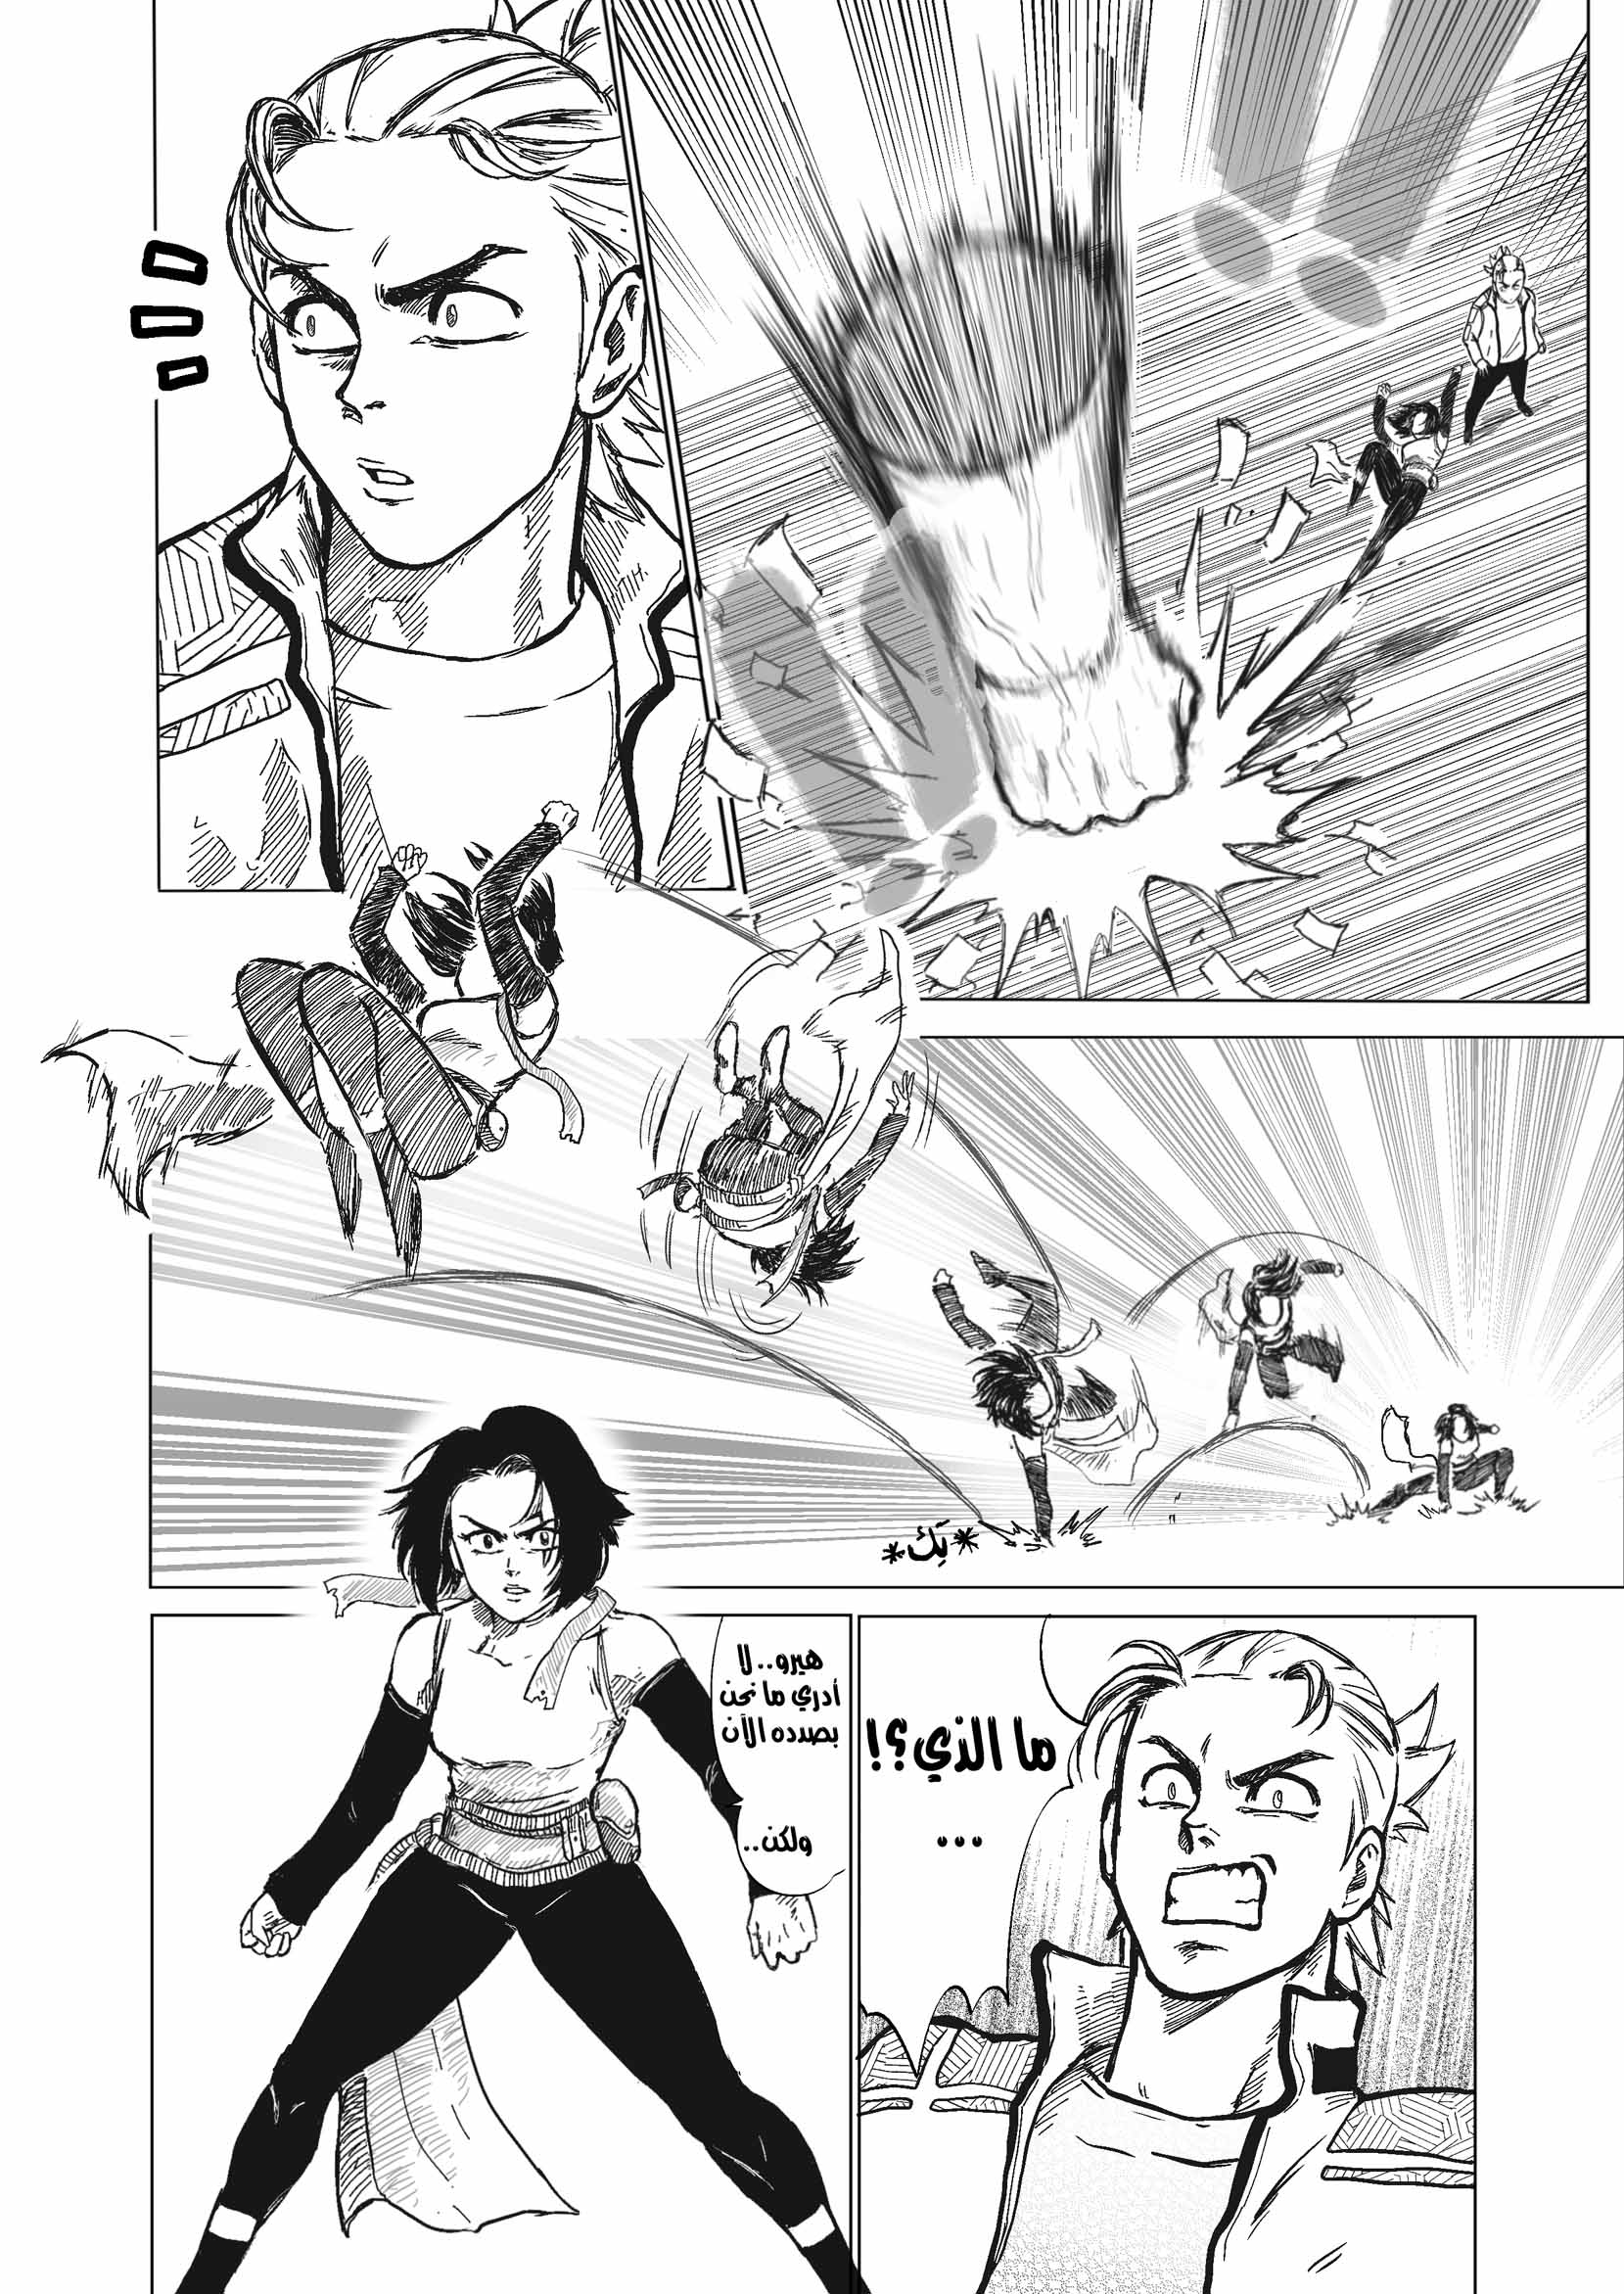 *بَك*
ما الذي؟!
...
هيرو..لا
أدري ما نحن
بصدده الآن
ولكن..